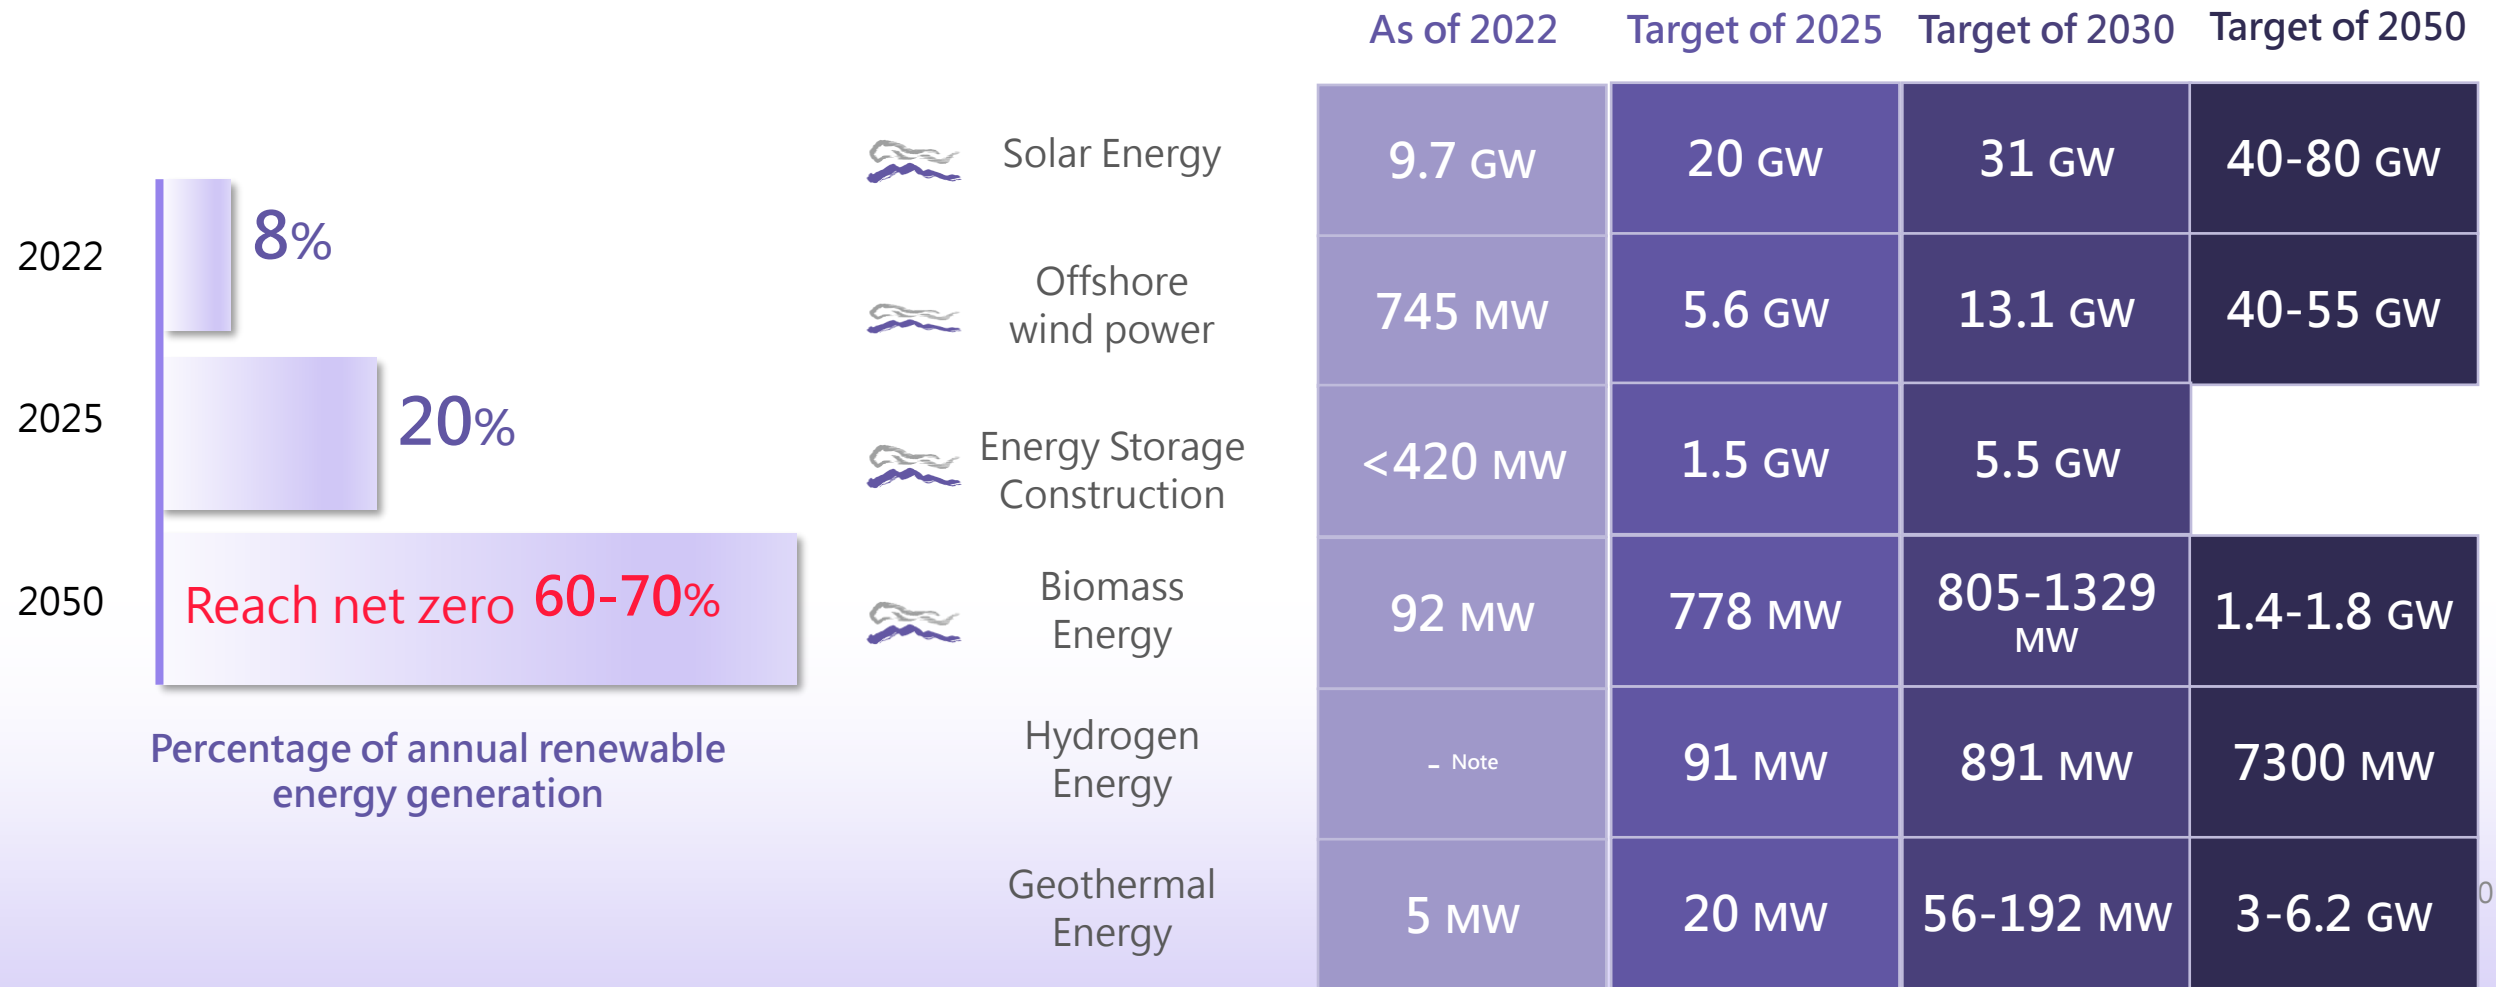 2022
8%
2025
20%
2050
Reach net zero 60-70%
Percentage of annual renewable
energy generation
As of 2022 Target of 2025 Target of 2030 Target of 2050
Solar Energy 9.7 GW 20 GW 31 GW 40-80 GW
Offshore
wind power
745 MW 5.6 GW 13.1 GW 40-55 GW
Energy Storage
Construction
<420 MW 1.5 GW 5.5 GW
Biomass
Energy
92 MW 778 MW
805-1329
MW
1.4-1.8 GW
Hydrogen
Energy
- Note 91 MW 891 MW 7300 MW
Geothermal
Energy
5 MW 20 MW 56-192 MW 3-6.2 GW
0